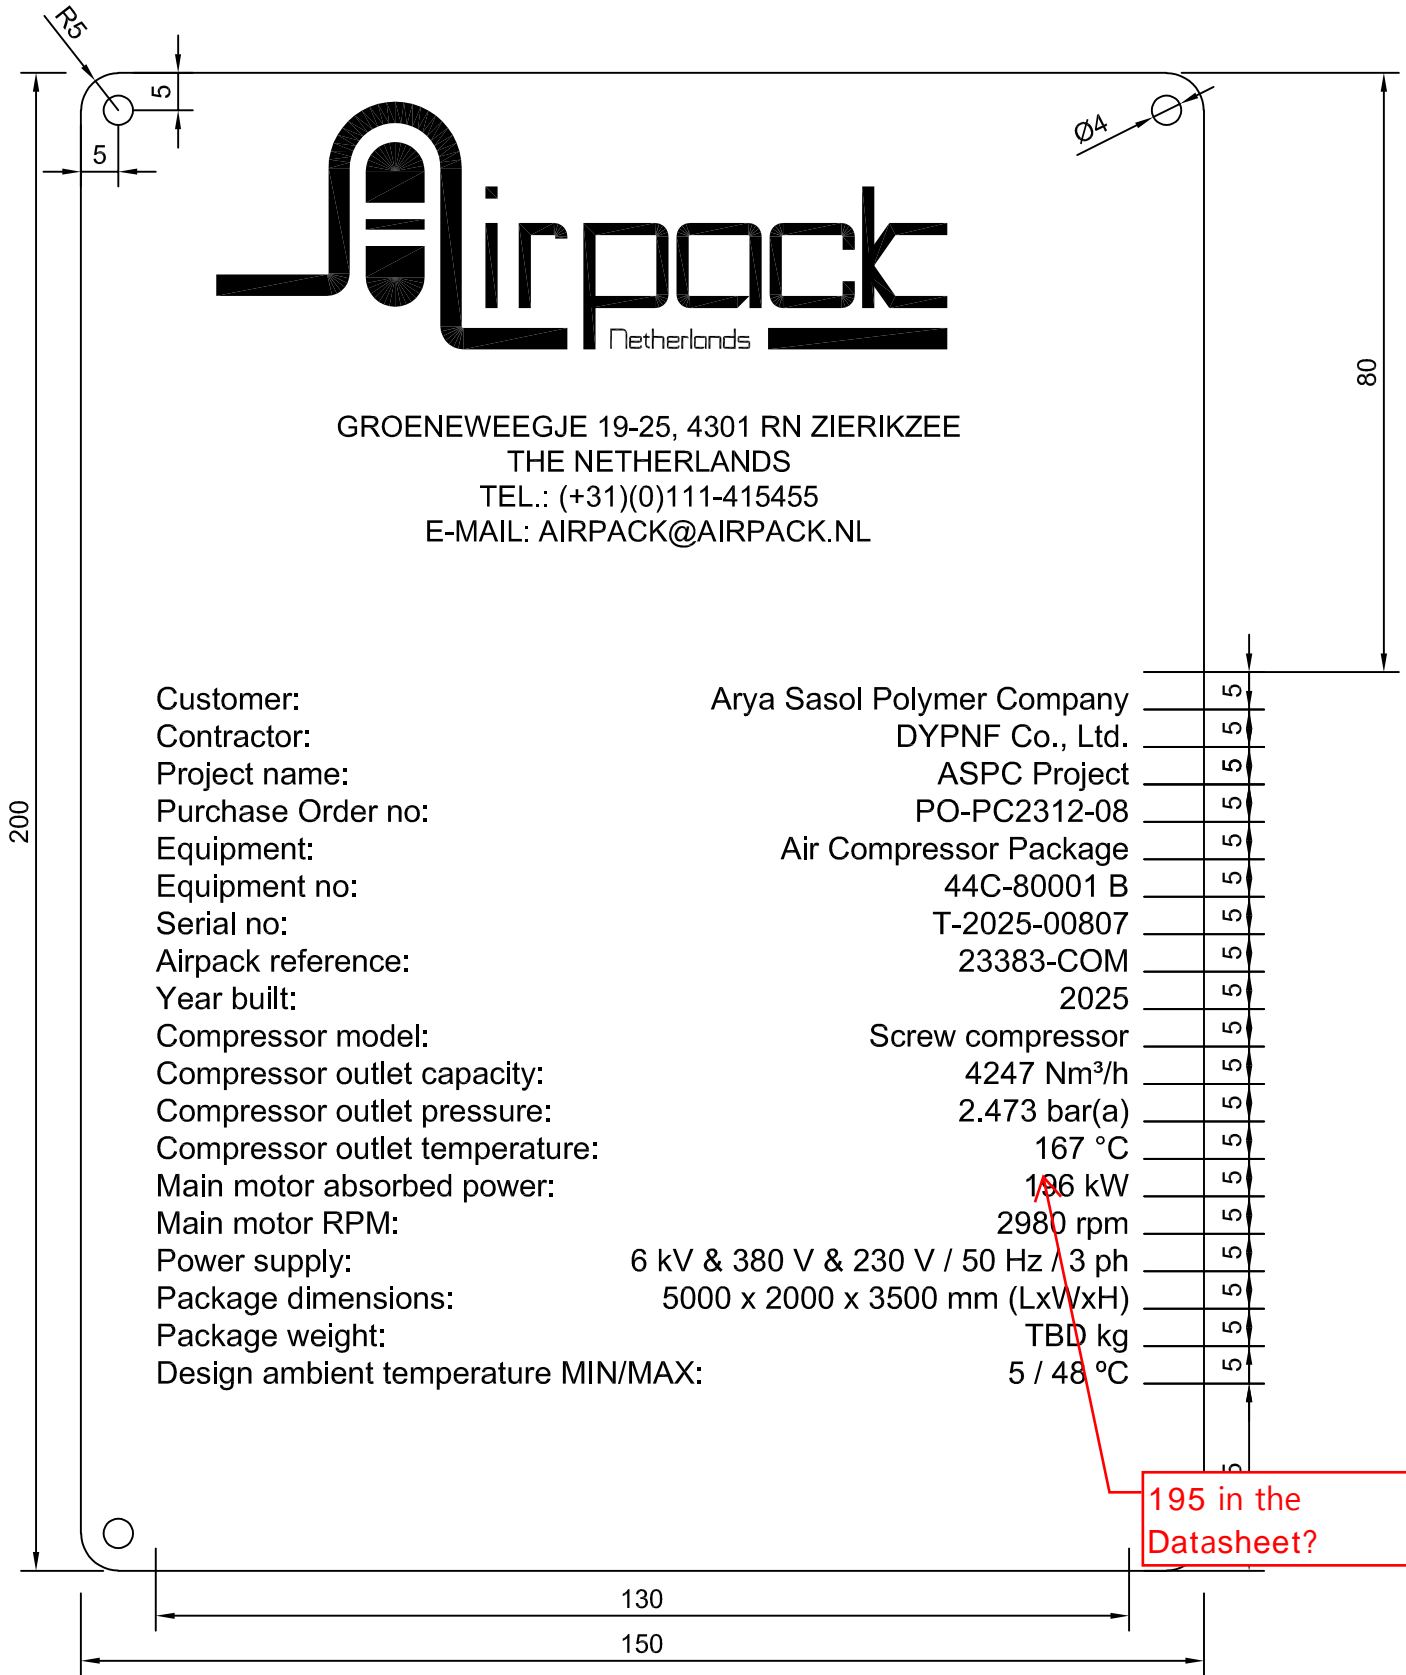 R5
5
5
Ø4
Airpack
Netherlands
80
GROENEWEEGJE 19-25, 4301 RN ZIERIKZEE
THE NETHERLANDS
TEL.: (+31)(0)111-415455
E-MAIL: AIRPACK@AIRPACK.NL
200
Customer: Arya Sasol Polymer Company 5
Contractor: DYPNF Co., Ltd. 5
Project name: ASPC Project 5
Purchase Order no: PO-PC2312-08 5
Equipment: Air Compressor Package 5
Equipment no: 44C-80001 B 5
Serial no: T-2025-00807 5
Airpack reference: 23383-COM 5
Year built: 2025 5
Compressor model: Screw compressor 5
Compressor outlet capacity: 4247 Nm³/h 5
Compressor outlet pressure: 2.473 bar(a) 5
Compressor outlet temperature: 167 °C 5
Main motor absorbed power: 196 kW 5
Main motor RPM: 2980 rpm 5
Power supply: 6 kV & 380 V & 230 V / 50 Hz / 3 ph 5
Package dimensions: 5000 x 2000 x 3500 mm (LxWxH) 5
Package weight: TBD kg 5
Design ambient temperature MIN/MAX: 5 / 48 ºC 5
195 in the
Datasheet?
130
150